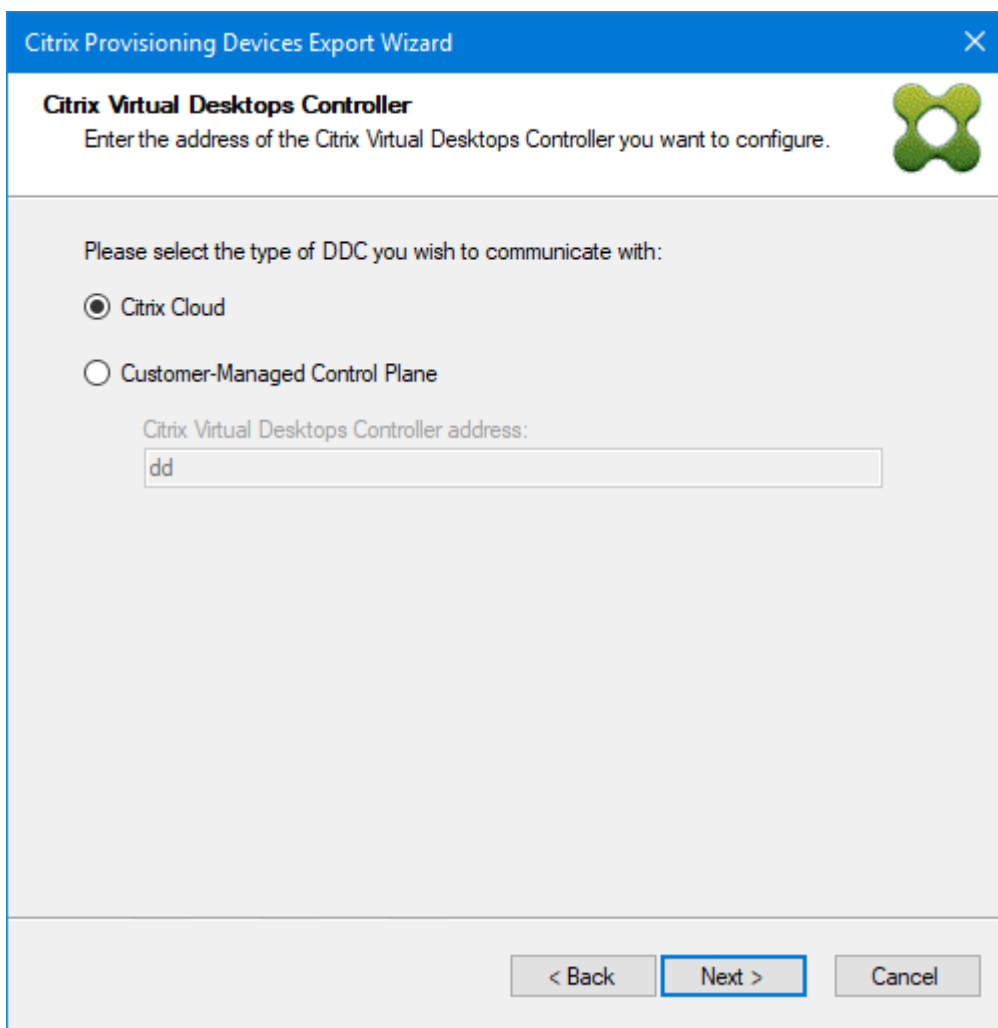 Citrix Provisioning Devices Export Wizard
Citrix Virtual Desktops Controller
Enter the address of the Citrix Virtual Desktops Controller you want to configure.
Please select the type of DDC you wish to communicate with:
Citrix Cloud
Customer-Managed Control Plane
Citrix Virtual Desktops Controller address:
dd
< Back Next > Cancel